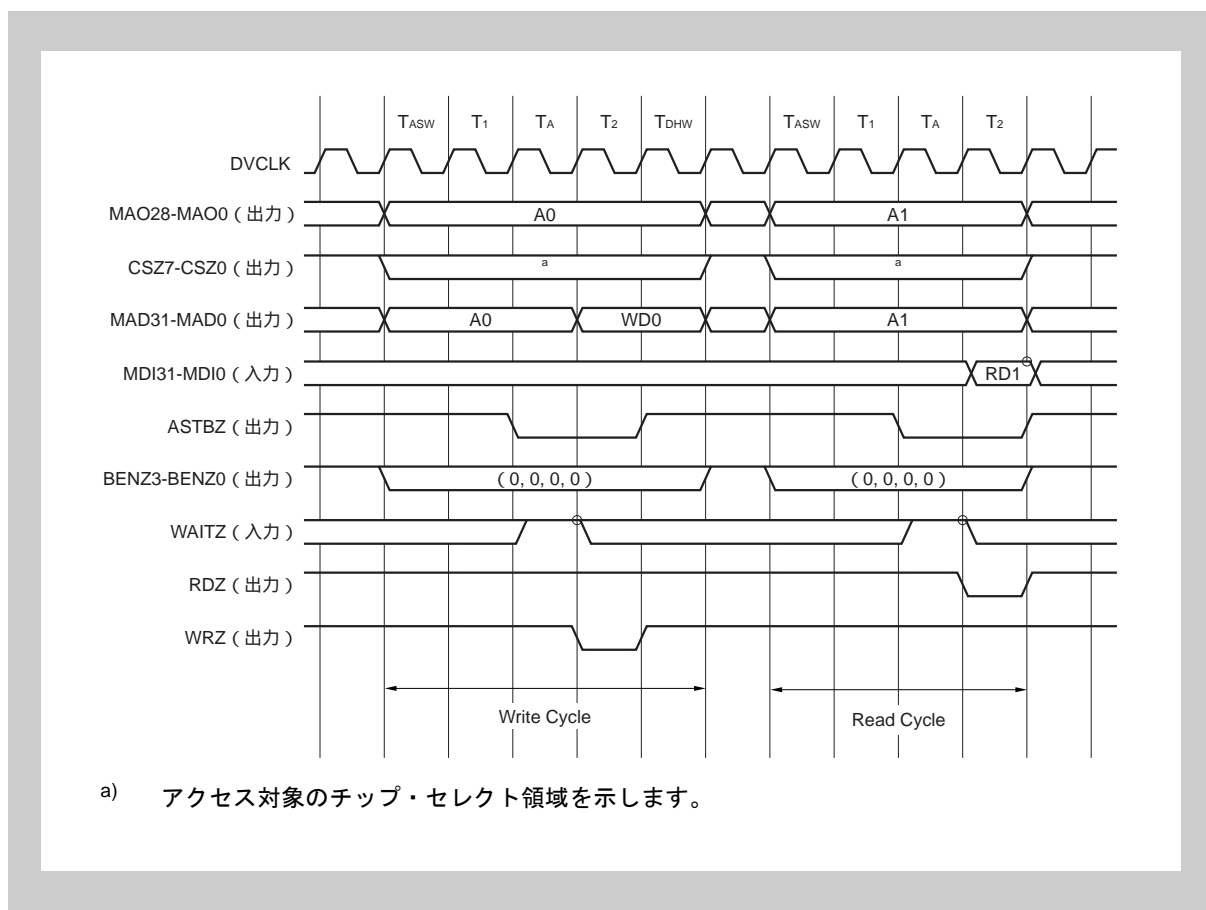 TASW T1 TA T2 TDHW TASW T1 TA T2
DVCLK
MAO28-MAO0（出力） A0 A1
CSZ7-CSZ0（出力） a a
MAD31-MAD0（出力） A0 WD0 A1
MDI31-MDI0（入力） RD1
ASTBZ（出力）
BENZ3-BENZ0（出力） （0, 0, 0, 0） （0, 0, 0, 0）
WAITZ（入力）
RDZ（出力）
WRZ（出力）
Write Cycle Read Cycle
a) アクセス対象のチップ・セレクト領域を示します。